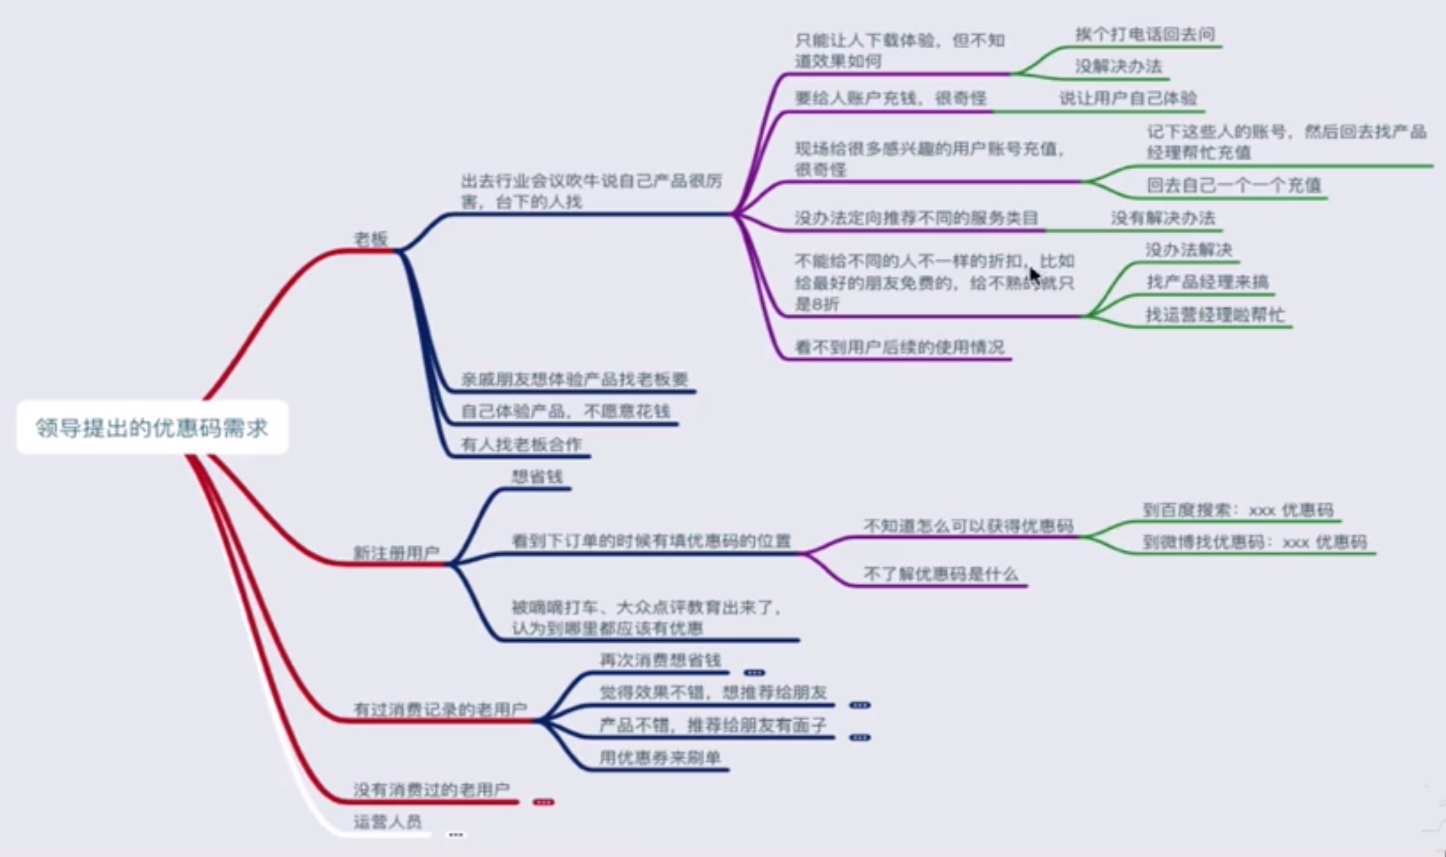 领导提出的优惠码需求
老板
出去行业会议吹牛说自己产品很厉
害，台下的人找
只能让人下载体验，但不知
道效果如何
挨个打电话回去问
没解决办法
要给人账户充钱，很奇怪
说让用户自己体验
现场给很多感兴趣的用户账号充值，
很奇怪
记下这些人的账号，然后回去找产品
经理帮忙充值
回去自己一个一个充值
没办法定向推荐不同的服务类目
没有解决办法
不能给不同的人不一样的折扣，比如
给最好的朋友免费的，给不熟的就只
是8折
没办法解决
找产品经理来搞
找运营经理啦帮忙
看不到用户后续的使用情况
亲戚朋友想体验产品找老板要
自己体验产品，不愿意花钱
有人找老板合作
新注册用户
想省钱
看到下订单的时候有填优惠码的位置
不知道怎么可以获得优惠码
到百度搜索：xxx 优惠码
到微博找优惠码：xxx 优惠码
不了解优惠码是什么
被嘀嘀打车、大众点评教育出来了，
认为到哪里都应该有优惠
有过消费记录的老用户
再次消费想省钱
觉得效果不错，想推荐给朋友
产品不错，推荐给朋友有面子
用优惠券来刷单
没有消费过的老用户
运营人员